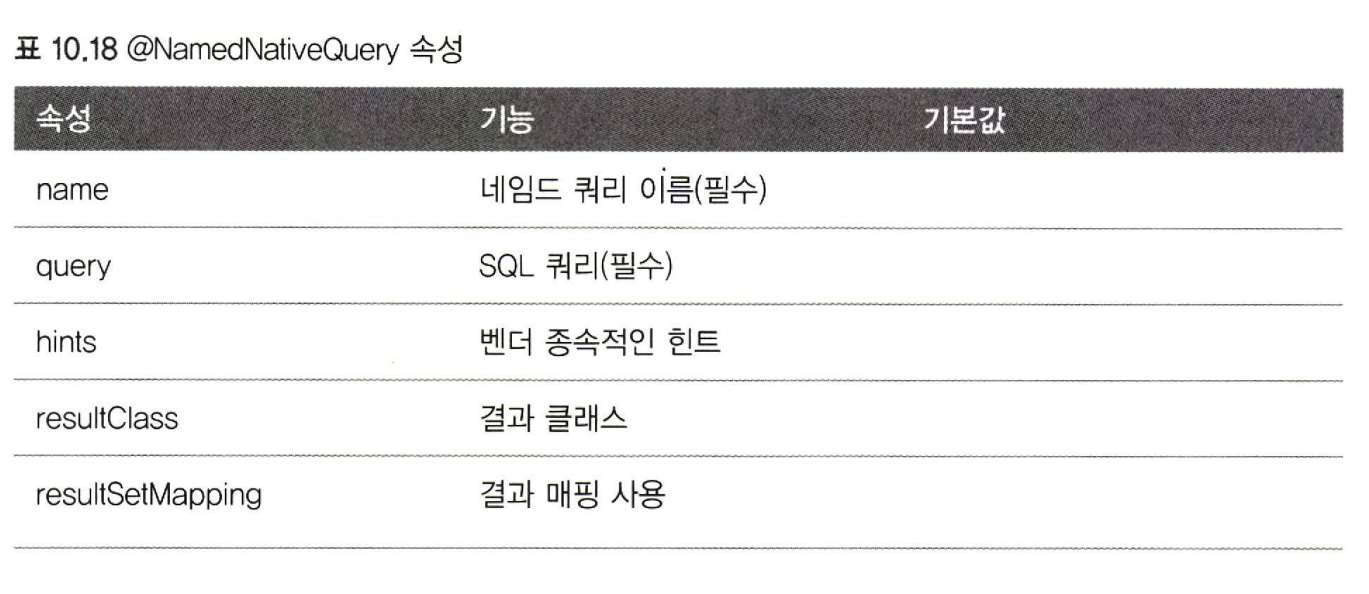 표 10.18 @NamedNativeQuery 속성
속성 기능 기본값
name 네임드 쿼리 이름(필수)
query SQL 쿼리(필수)
hints 벤더 종속적인 힌트
resultClass 결과 클래스
resultSetMapping 결과 매핑 사용